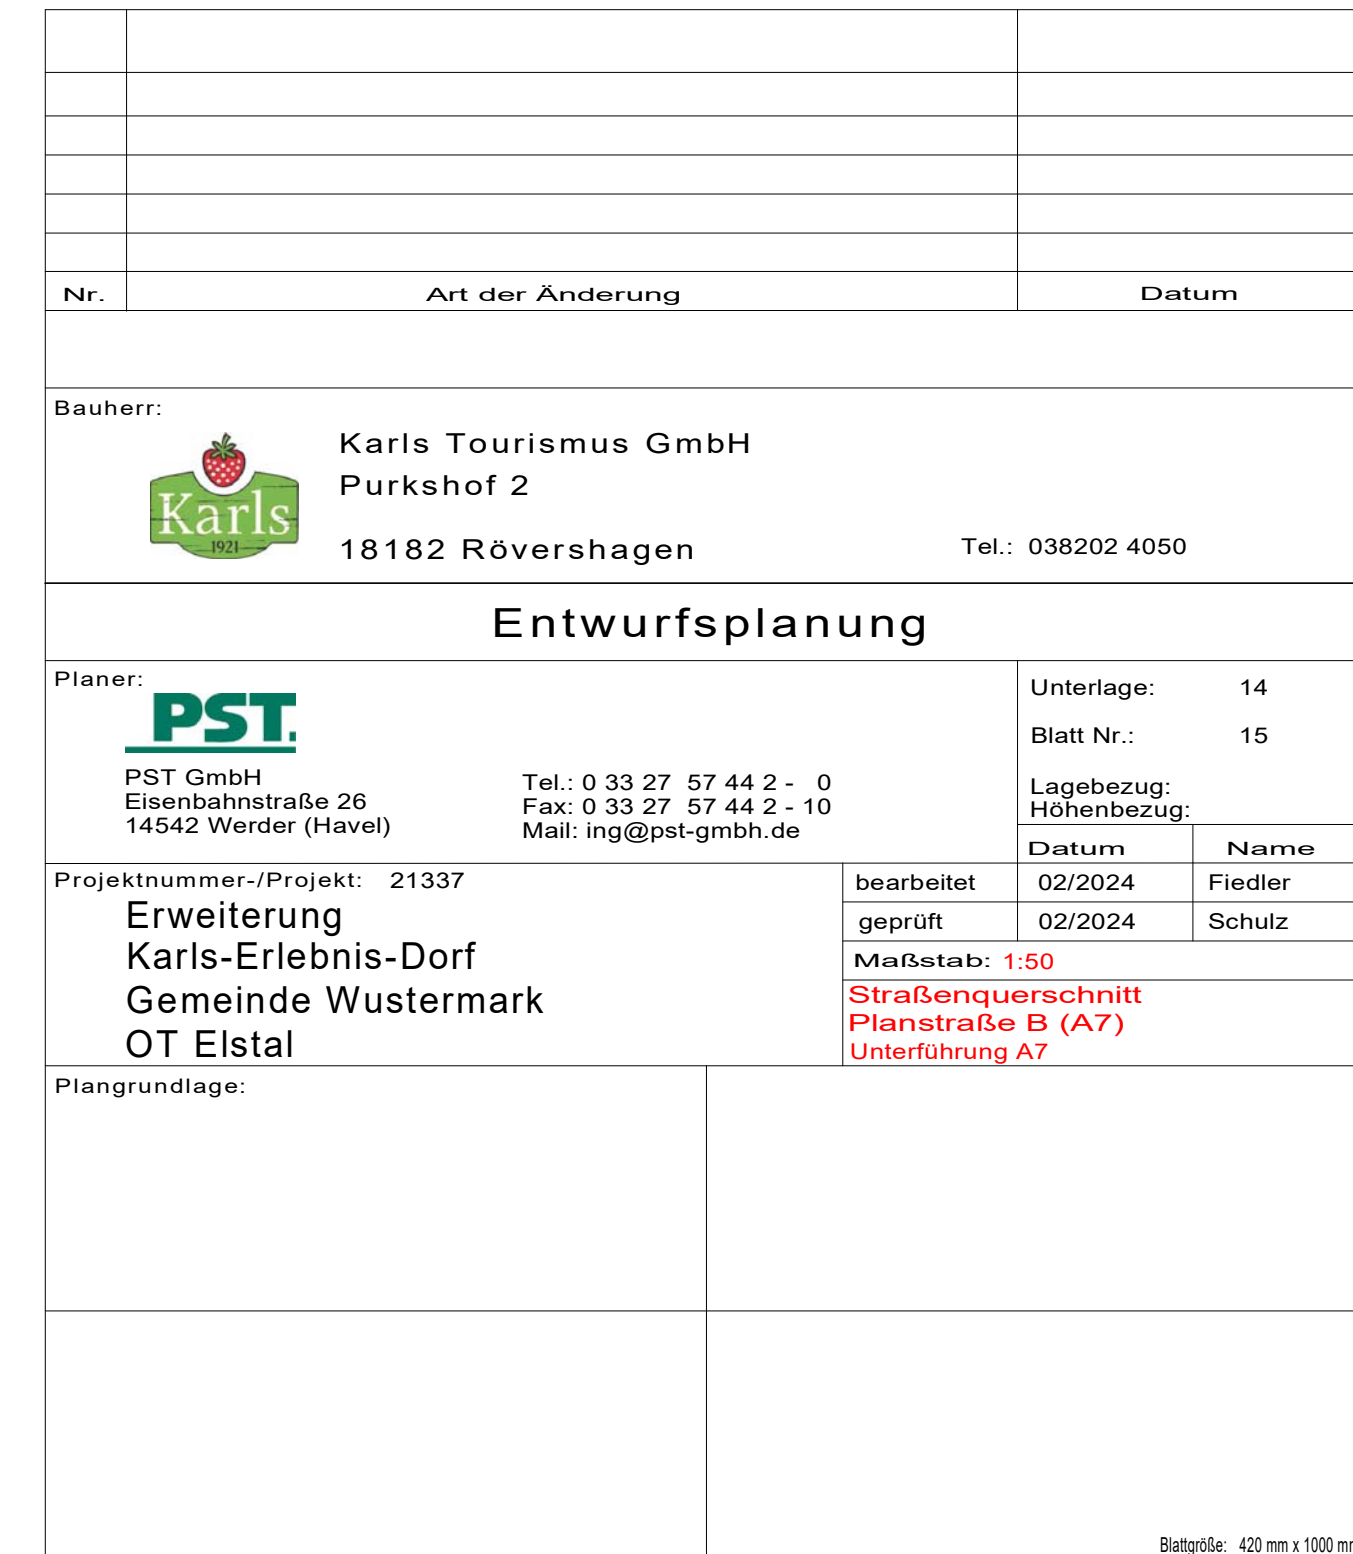 Nr. Art der Änderung Datum
Bauherr:
Karls
1921
Karls Tourismus GmbH
Purkshof 2
18182 Rövershagen Tel.: 038202 4050
Entwurfsplanung
Planer:
PST.
PST GmbH
Eisenbahnstraße 26
14542 Werder (Havel)
Tel.: 0 33 27 57 44 2 - 0
Fax: 0 33 27 57 44 2 - 10
Mail: ing@pst-gmbh.de
Unterlage: 14
Blatt Nr.: 15
Lagebezug:
Höhenbezug:
Datum Name
Projektnummer-/Projekt: 21337
Erweiterung
Karls-Erlebnis-Dorf
Gemeinde Wustermark
OT Elstal
bearbeitet 02/2024 Fiedler
geprüft 02/2024 Schulz
Maßstab: 1:50
Straßenquerschnitt
Planstraße B (A7)
Unterführung A7
Plangrundlage:
Blattgröße: 420 mm x 1000 mm